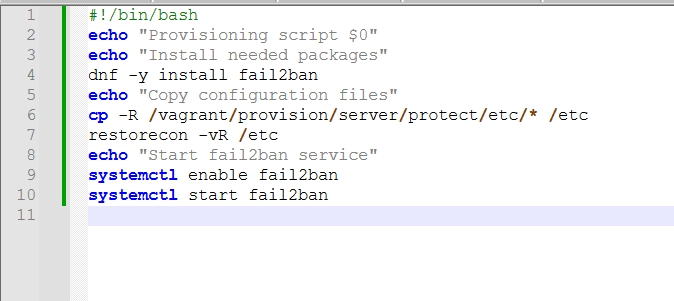 1 #!/bin/bash
2 echo "Provisioning script $0"
3 echo "Install needed packages"
4 dnf -y install fail2ban
5 echo "Copy configuration files"
6 cp -R /vagrant/provision/server/protect/etc/* /etc
7 restorecon -vR /etc
8 echo "Start fail2ban service"
9 systemctl enable fail2ban
10 systemctl start fail2ban
11